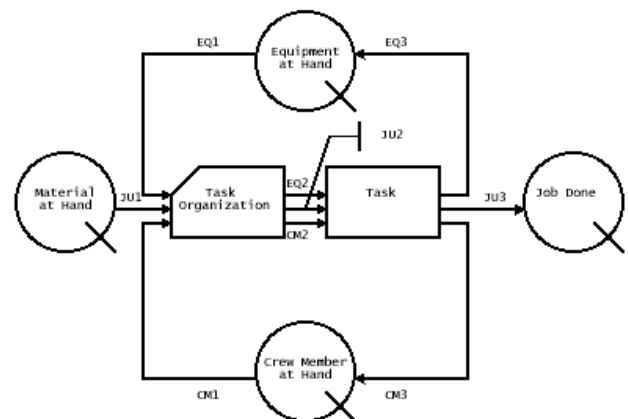 EQ1
Equipment
at Hand
EQ3
JU2
Material
at Hand
JU1
Task
Organization
EQ2
CM2
Task
JU3
Job Done
Crew Member
at Hand
CM1
CM3